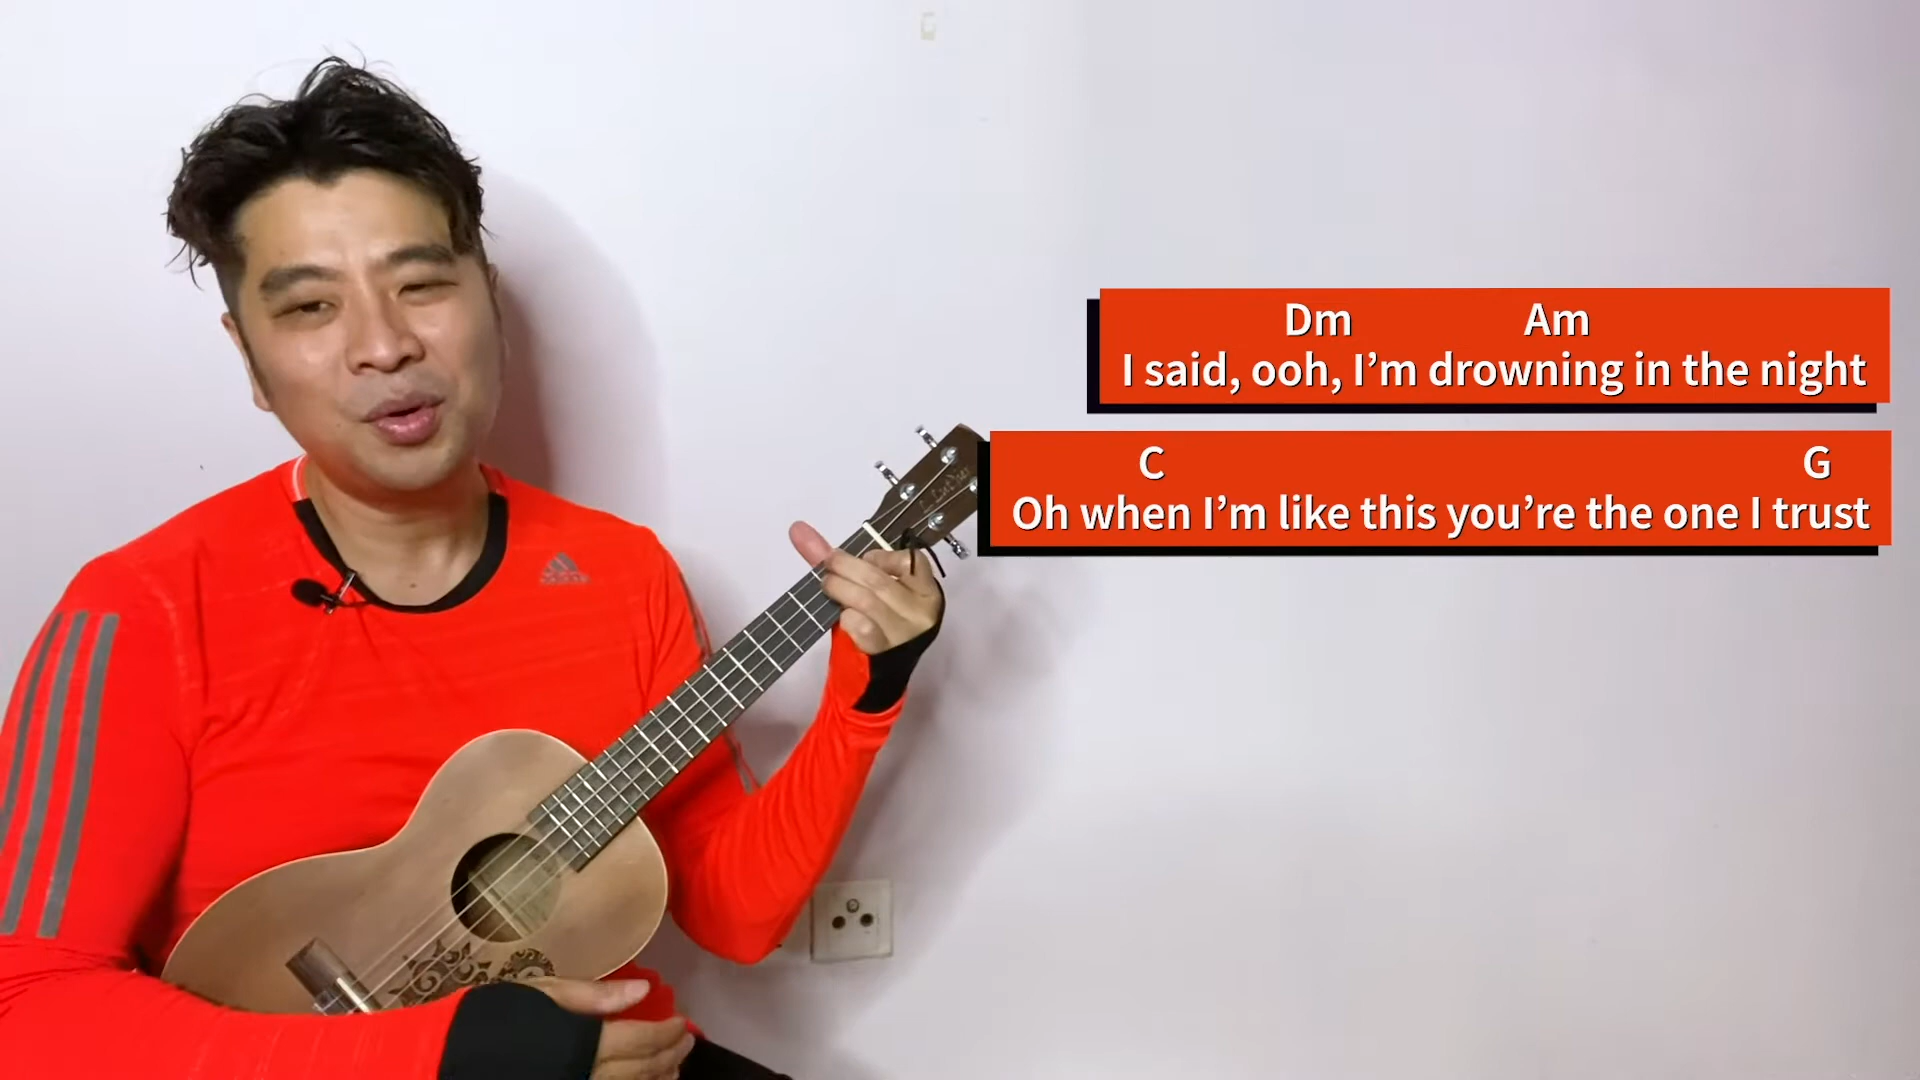 Dm Am
I said, ooh, I’m drowning in the night
C G
Oh when I’m like this you’re the one I trust